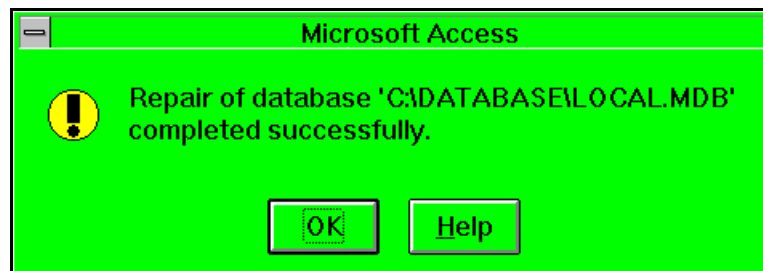 Microsoft Access
Repair of database 'C:\DATABASE\LOCAL.MDB'
completed successfully.
OK
Help